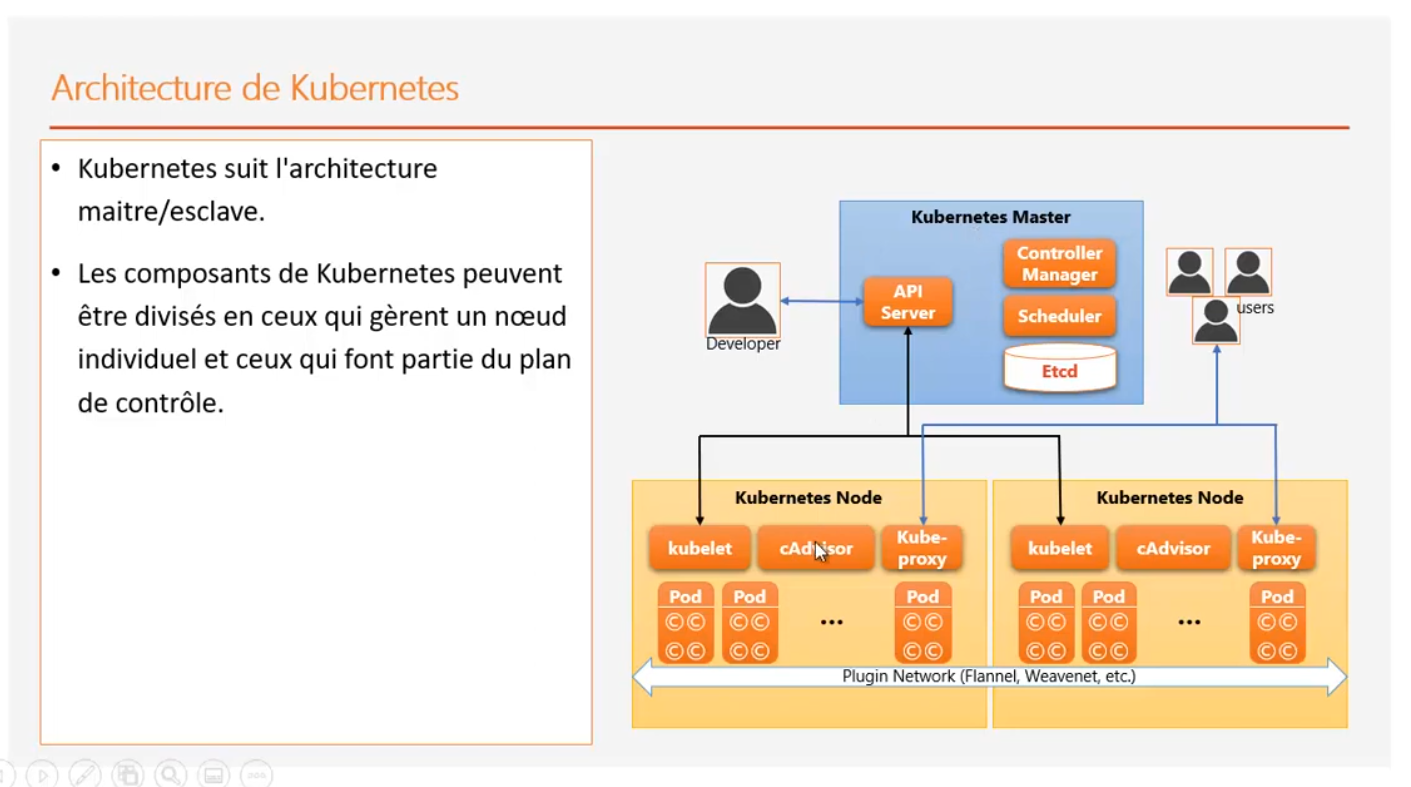 Architecture de Kubernetes
• Kubernetes suit l'architecture
maitre/esclave.
• Les composants de Kubernetes peuvent
être divisés en ceux qui gèrent un nœud
individuel et ceux qui font partie du plan
de contrôle.
Kubernetes Master
Controller
Manager
API
Server
Scheduler
Etcd
Developer
users
Kubernetes Node
kubelet
cAdvisor
Kube-
proxy
Pod
© ©
© ©
Pod
© ©
© ©
...
Pod
© ©
© ©
Kubernetes Node
kubelet
cAdvisor
Kube-
proxy
Pod
© ©
© ©
Pod
© ©
© ©
...
Pod
© ©
© ©
Plugin Network (Flannel, Weavenet, etc.)